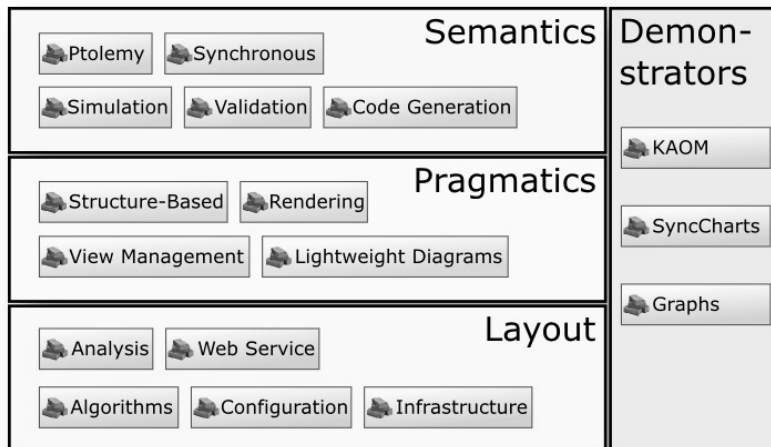 Semantics
Ptolemy
Synchronous
Simulation
Validation
Code Generation
Pragmatics
Structure-Based
Rendering
View Management
Lightweight Diagrams
Layout
Analysis
Web Service
Algorithms
Configuration
Infrastructure
Demon-
strators
KAOM
SyncCharts
Graphs